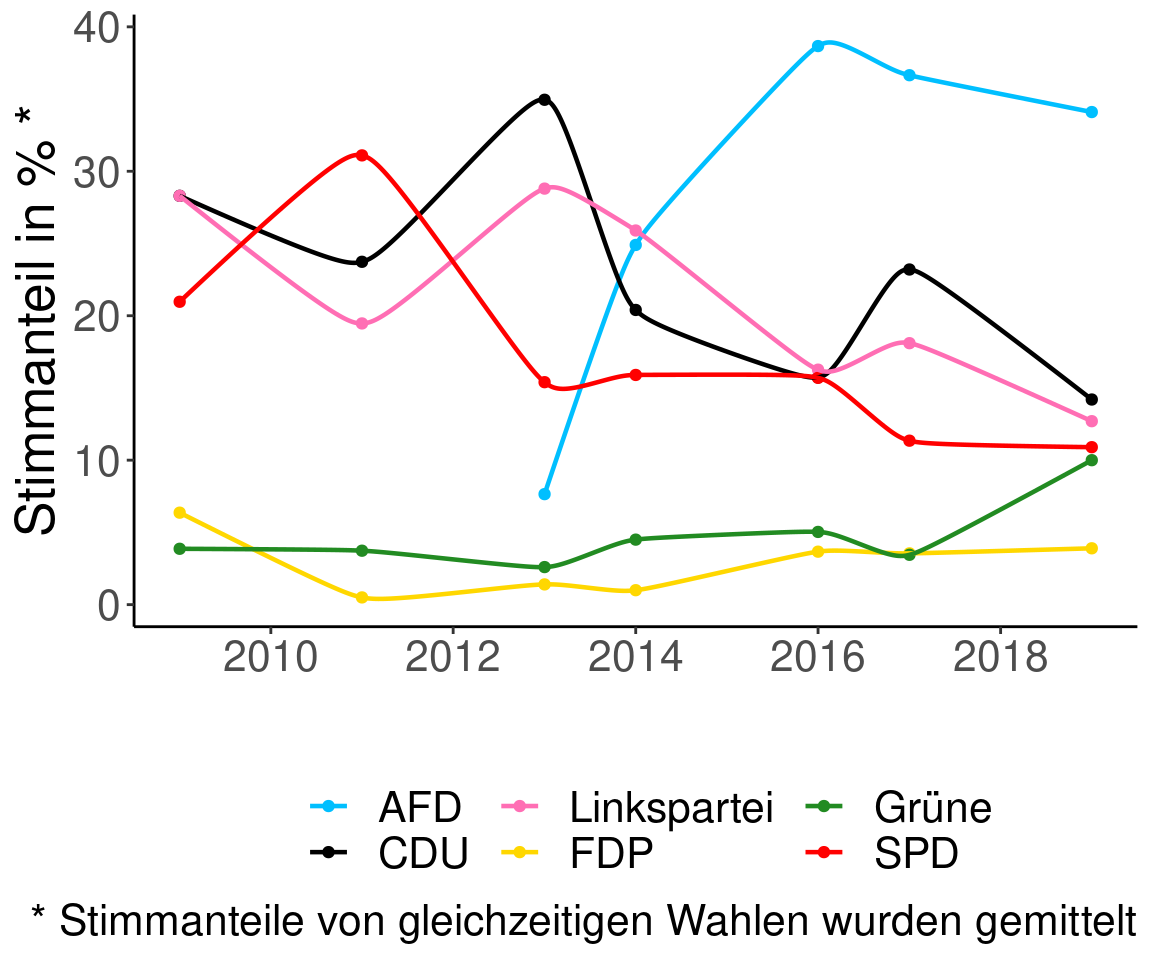 Stimmanteil in % *
40
30
20
10
0
2010 2012 2014 2016 2018
AFD Linkspartei Grüne
CDU FDP SPD
* Stimmanteile von gleichzeitigen Wahlen wurden gemittelt